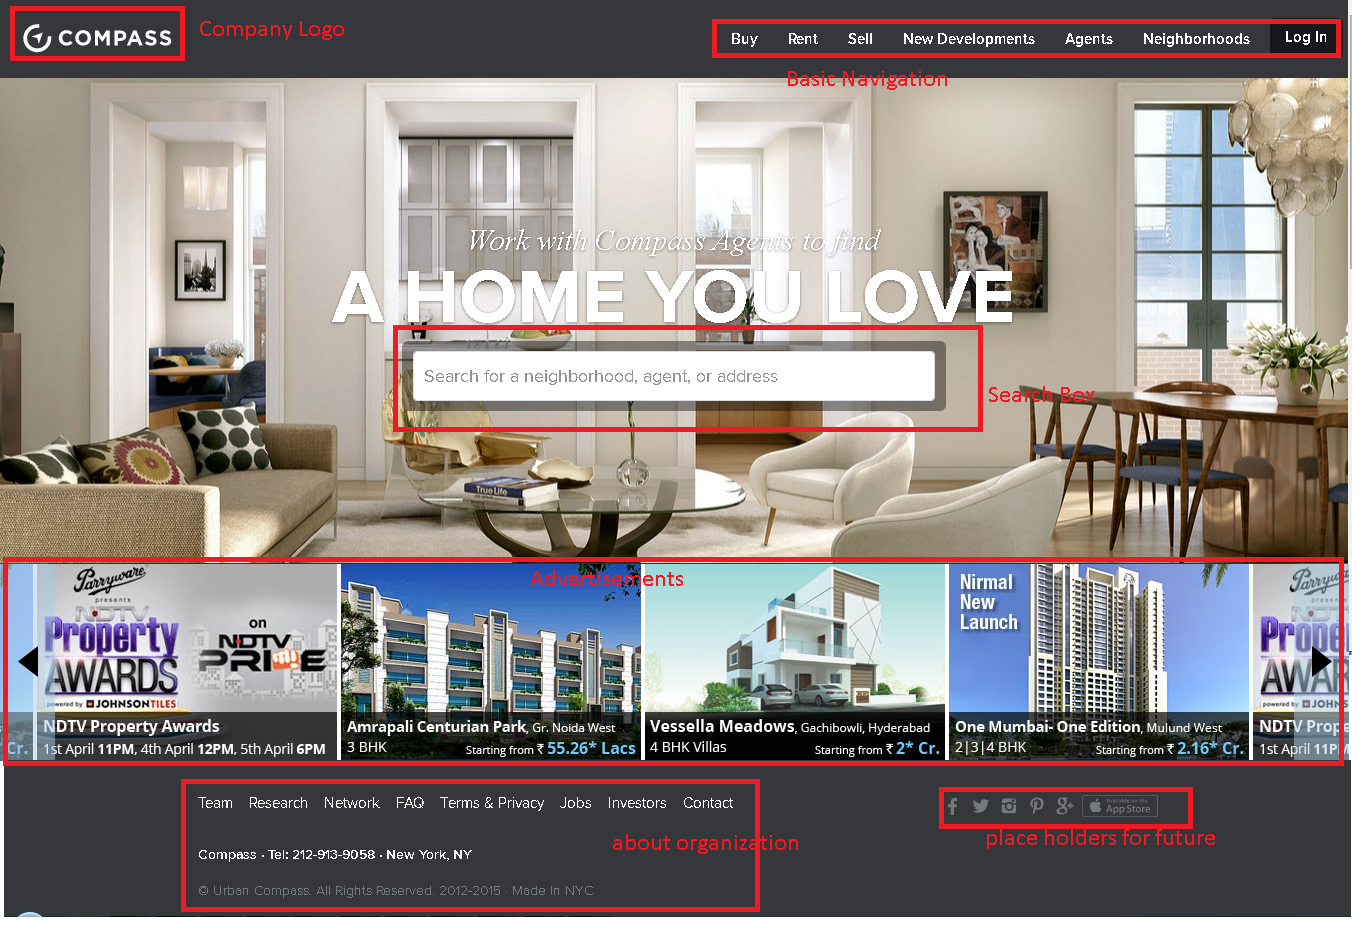 COMPASS
Company Logo
Buy Rent Sell New Developments Agents Neighborhoods Log In
Basic Navigation
Work with Compass Agents to find
A HOME YOU LOVE
Search for a neighborhood, agent, or address
Search Box
True Life
Advertisements
Parryware
presents
NDTV
Property
AWARDS
powered by JOHNSON TILES
on
NDTV
PRIME
NDTV Property Awards
1st April 11PM, 4th April 12PM, 5th April 6PM
Cr.
Amrapali Centurian Park, Gr. Noida West
3 BHK Starting from ₹ 55.26* Lacs
Vessella Meadows, Gachibowli, Hyderabad
4 BHK Villas Starting from ₹ 2* Cr.
Nirmal
New
Launch
One Mumbai- One Edition, Mulund West
2|3|4 BHK Starting from ₹ 2.16* Cr.
Parryw
presen
NDTV
Prope
AWARD
powered by JOHNS
NDTV Prope
1st April 11PM
Team Research Network FAQ Terms & Privacy Jobs Investors Contact
about organization
Compass · Tel: 212-913-9058 · New York, NY
© Urban Compass. All Rights Reserved. 2012-2015 · Made In NYC
Available on the
App Store
place holders for future